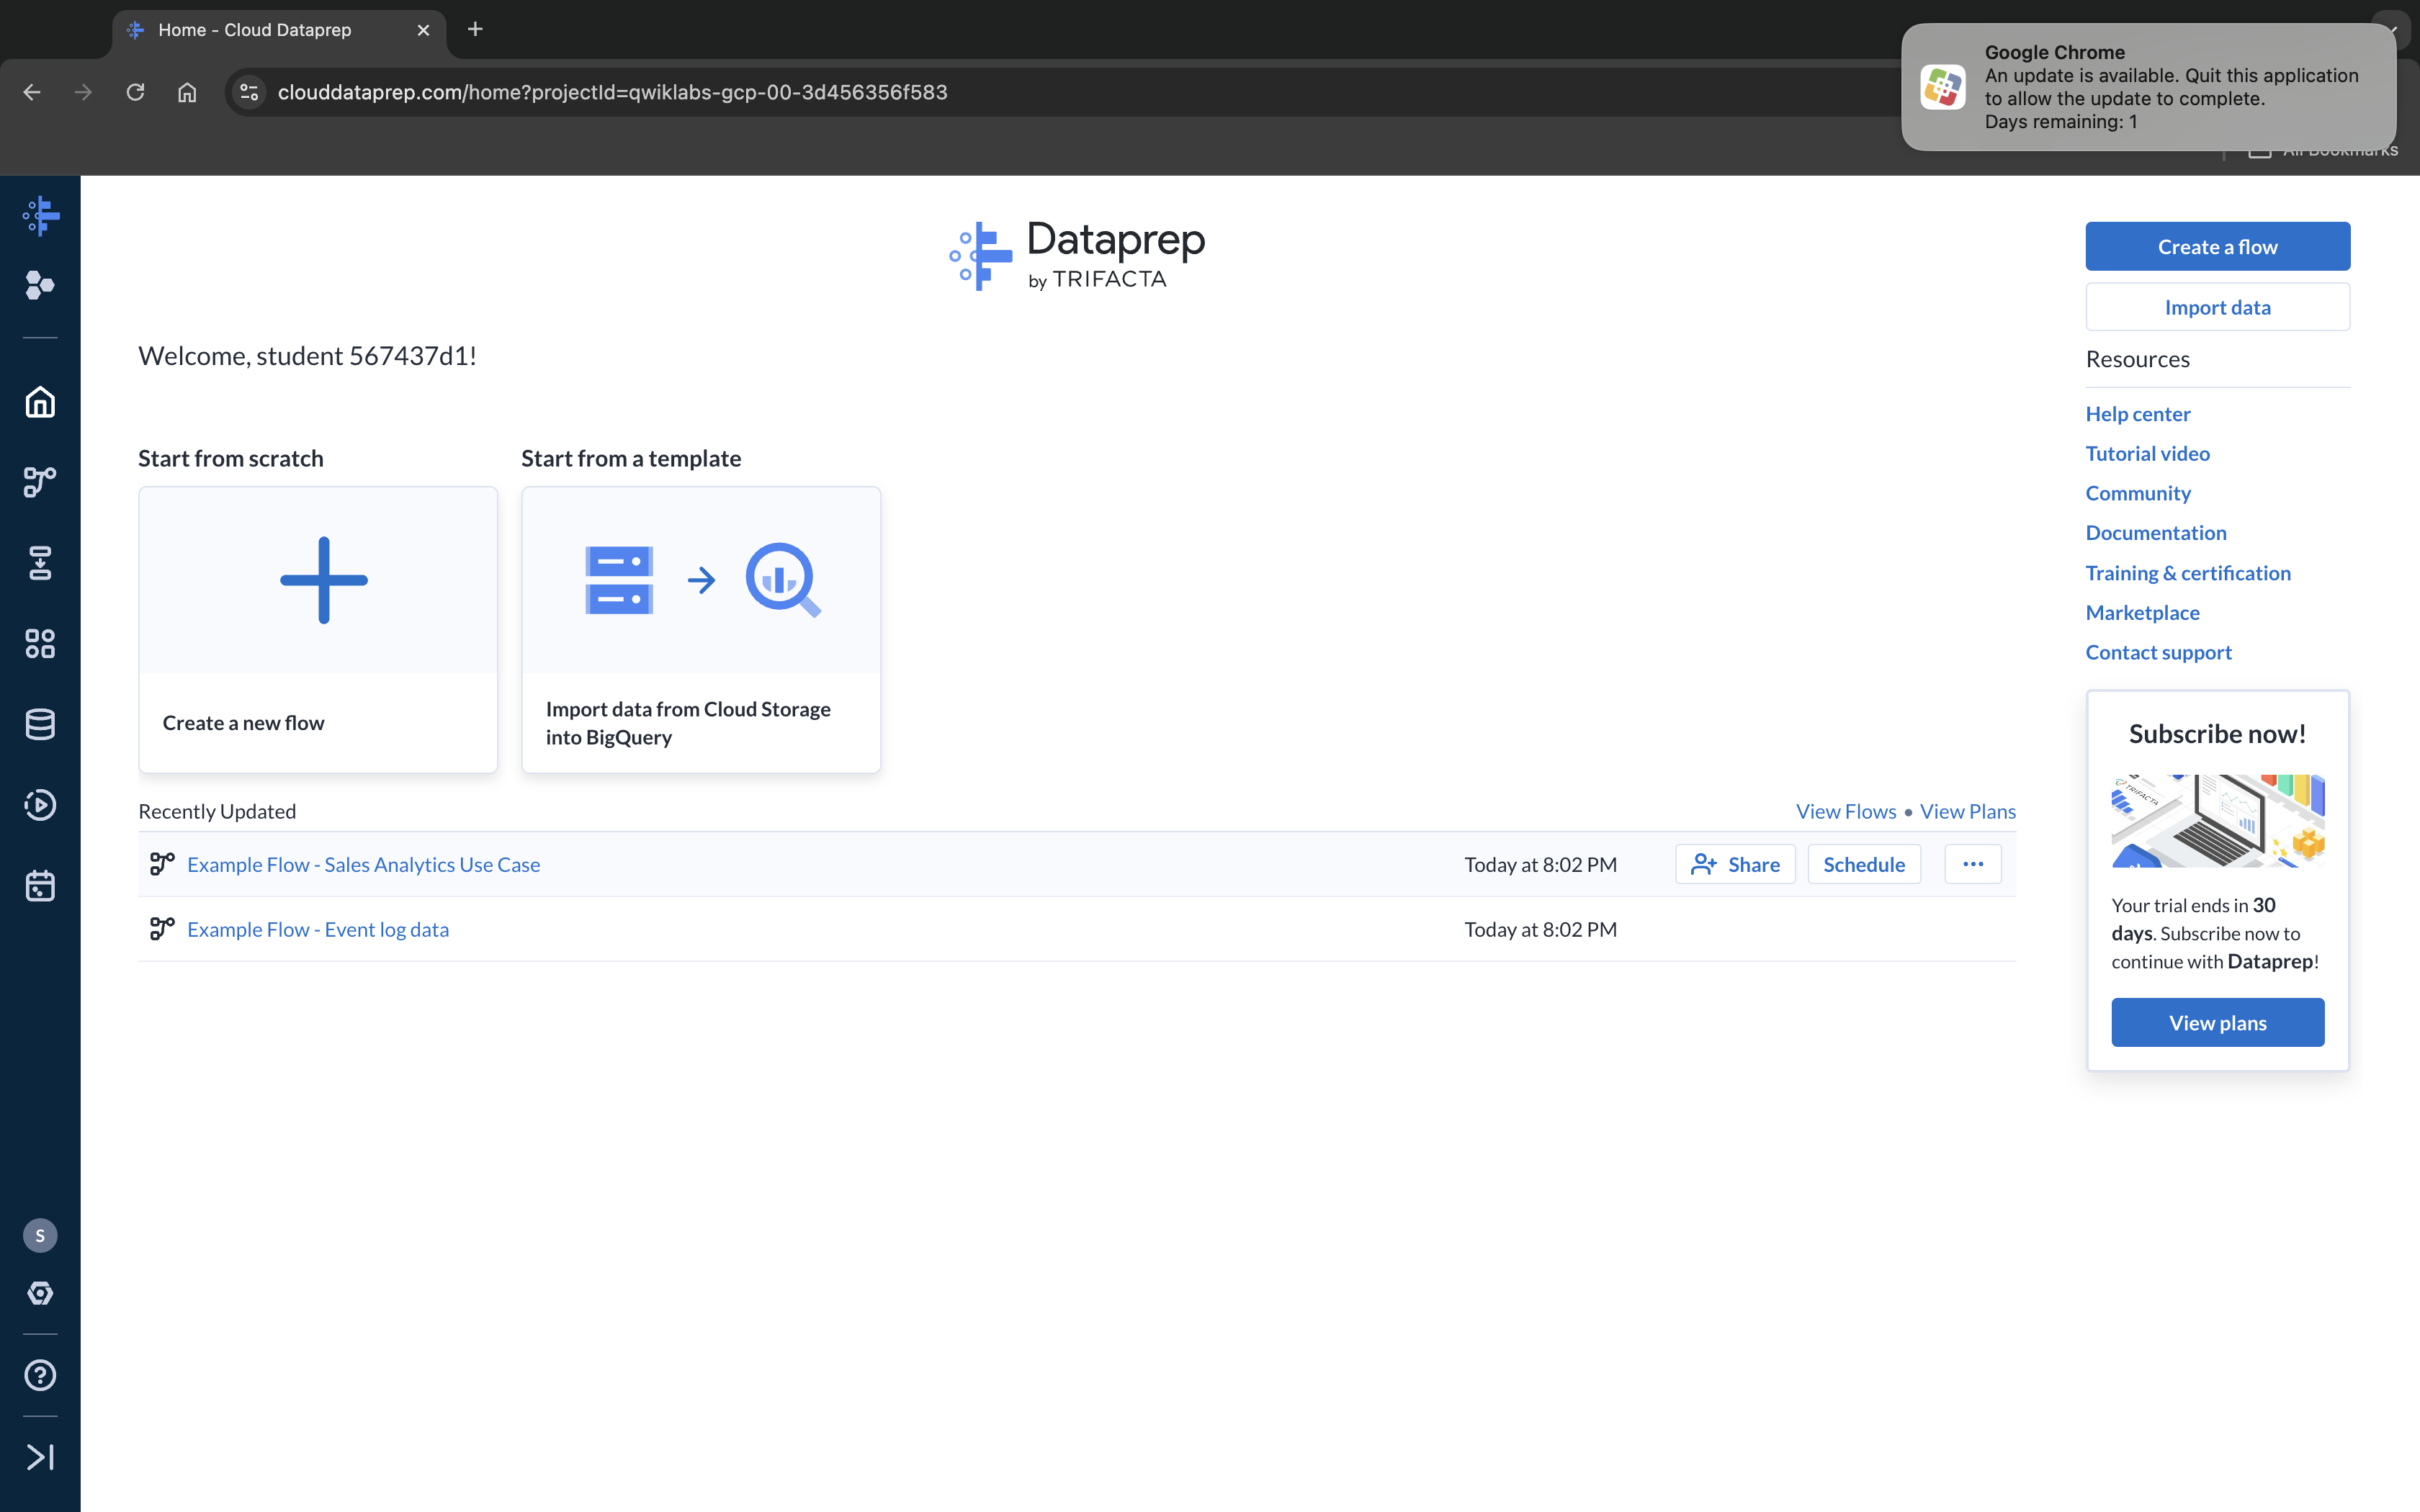 Home - Cloud Dataprep
clouddataprep.com/home?projectId=qwiklabs-gcp-00-3d456356f583
Google Chrome
An update is available. Quit this application
to allow the update to complete.
Days remaining: 1
All Bookmarks
Dataprep
by TRIFACTA
Create a flow
Import data
Welcome, student 567437d1!
Resources
Help center
Tutorial video
Community
Documentation
Training & certification
Marketplace
Contact support
Start from scratch
Start from a template
Create a new flow
Import data from Cloud Storage
into BigQuery
Subscribe now!
TRIFACTA
Your trial ends in 30
days. Subscribe now to
continue with Dataprep!
View plans
Recently Updated
View Flows • View Plans
Example Flow - Sales Analytics Use Case
Today at 8:02 PM
Share
Schedule
Example Flow - Event log data
Today at 8:02 PM
S